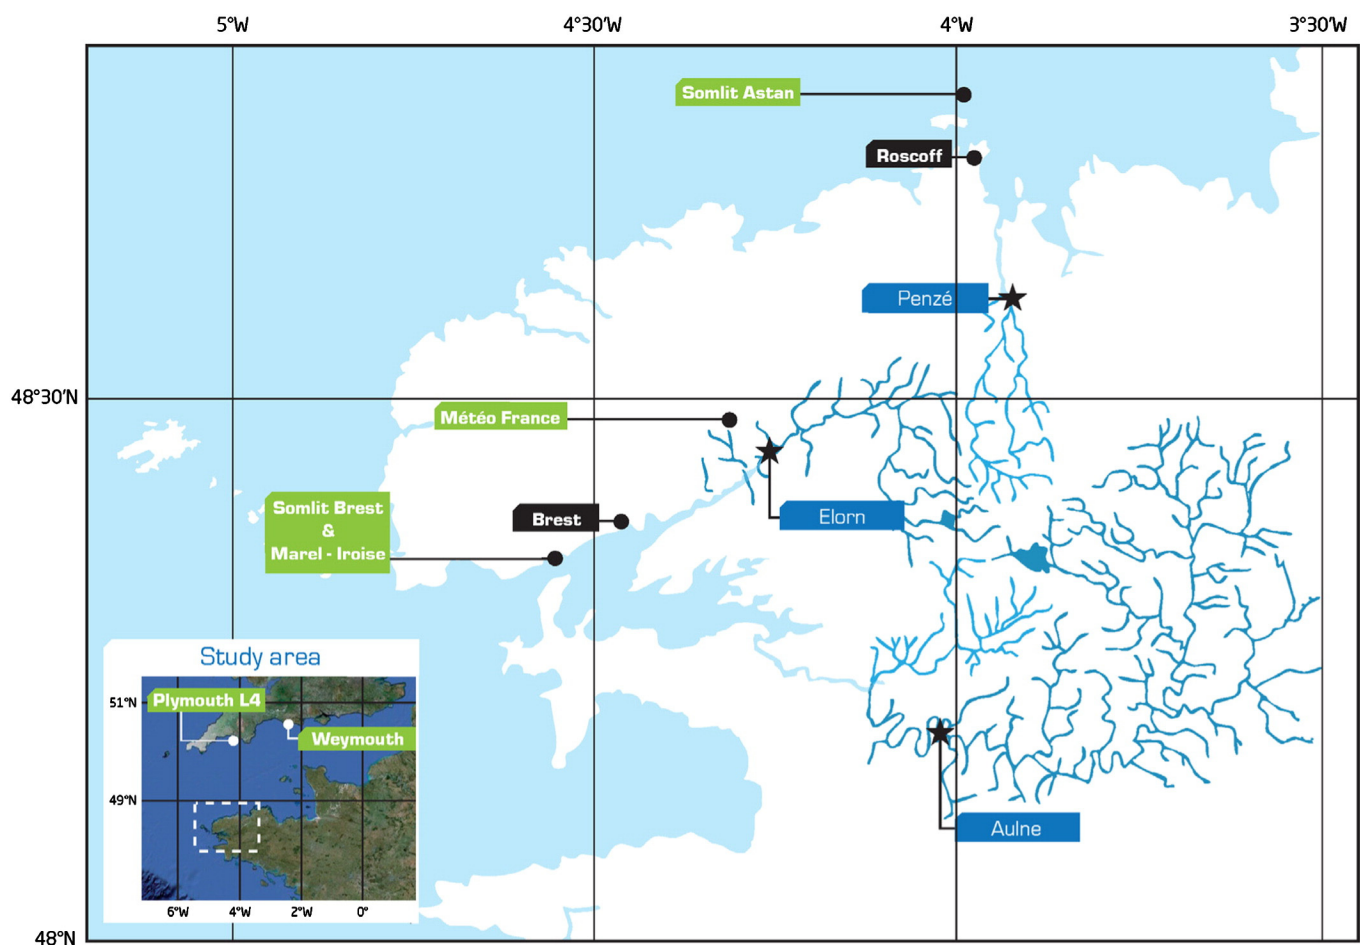 5°W
4°30'W
4°W
3°30'W
Somlit Astan
Roscoff
Penzé
48°30'N
Météo France
Somlit Brest
&
Marel - Iroise
Brest
Elorn
Study area
51°N
Plymouth L4
Weymouth
49°N
Aulne
6°W
4°W
2°W
0°
48°N